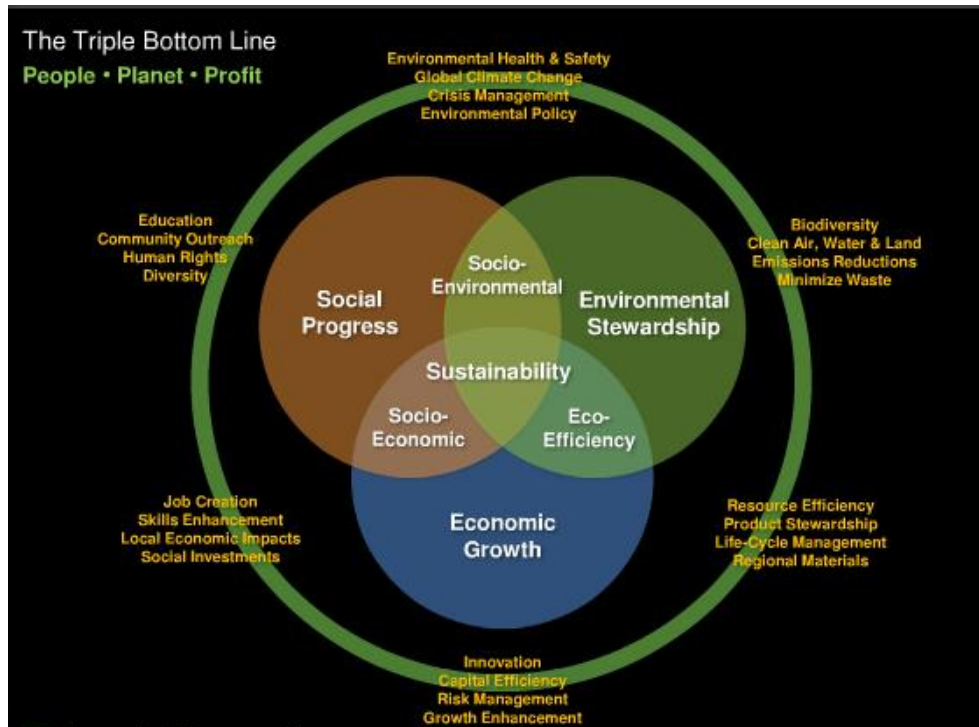 The Triple Bottom Line
People • Planet • Profit
Environmental Health & Safety
Global Climate Change
Crisis Management
Environmental Policy
Education
Community Outreach
Human Rights
Diversity
Biodiversity
Clean Air, Water & Land
Emissions Reductions
Minimize Waste
Socio-
Environmental
Social
Progress
Environmental
Stewardship
Sustainability
Socio-
Economic
Eco-
Efficiency
Economic
Growth
Job Creation
Skills Enhancement
Local Economic Impacts
Social Investments
Resource Efficiency
Product Stewardship
Life-Cycle Management
Regional Materials
Innovation
Capital Efficiency
Risk Management
Growth Enhancement